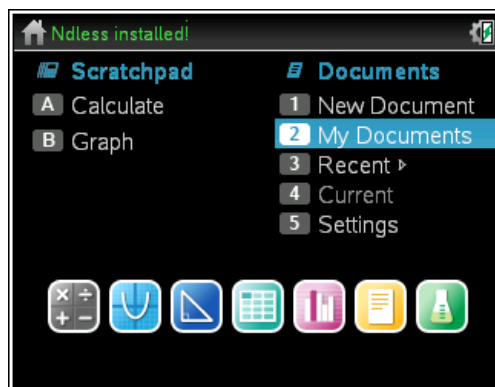 Ndless installed!
Scratchpad
A Calculate
B Graph
Documents
1 New Document
2 My Documents
3 Recent ▹
4 Current
5 Settings